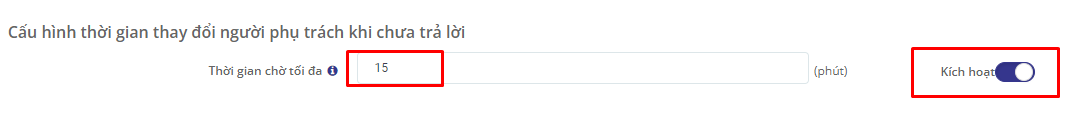 Cấu hình thời gian thay đổi người phụ trách khi chưa trả lời
Thời gian chờ tối đa 15 (phút) Kích hoạt